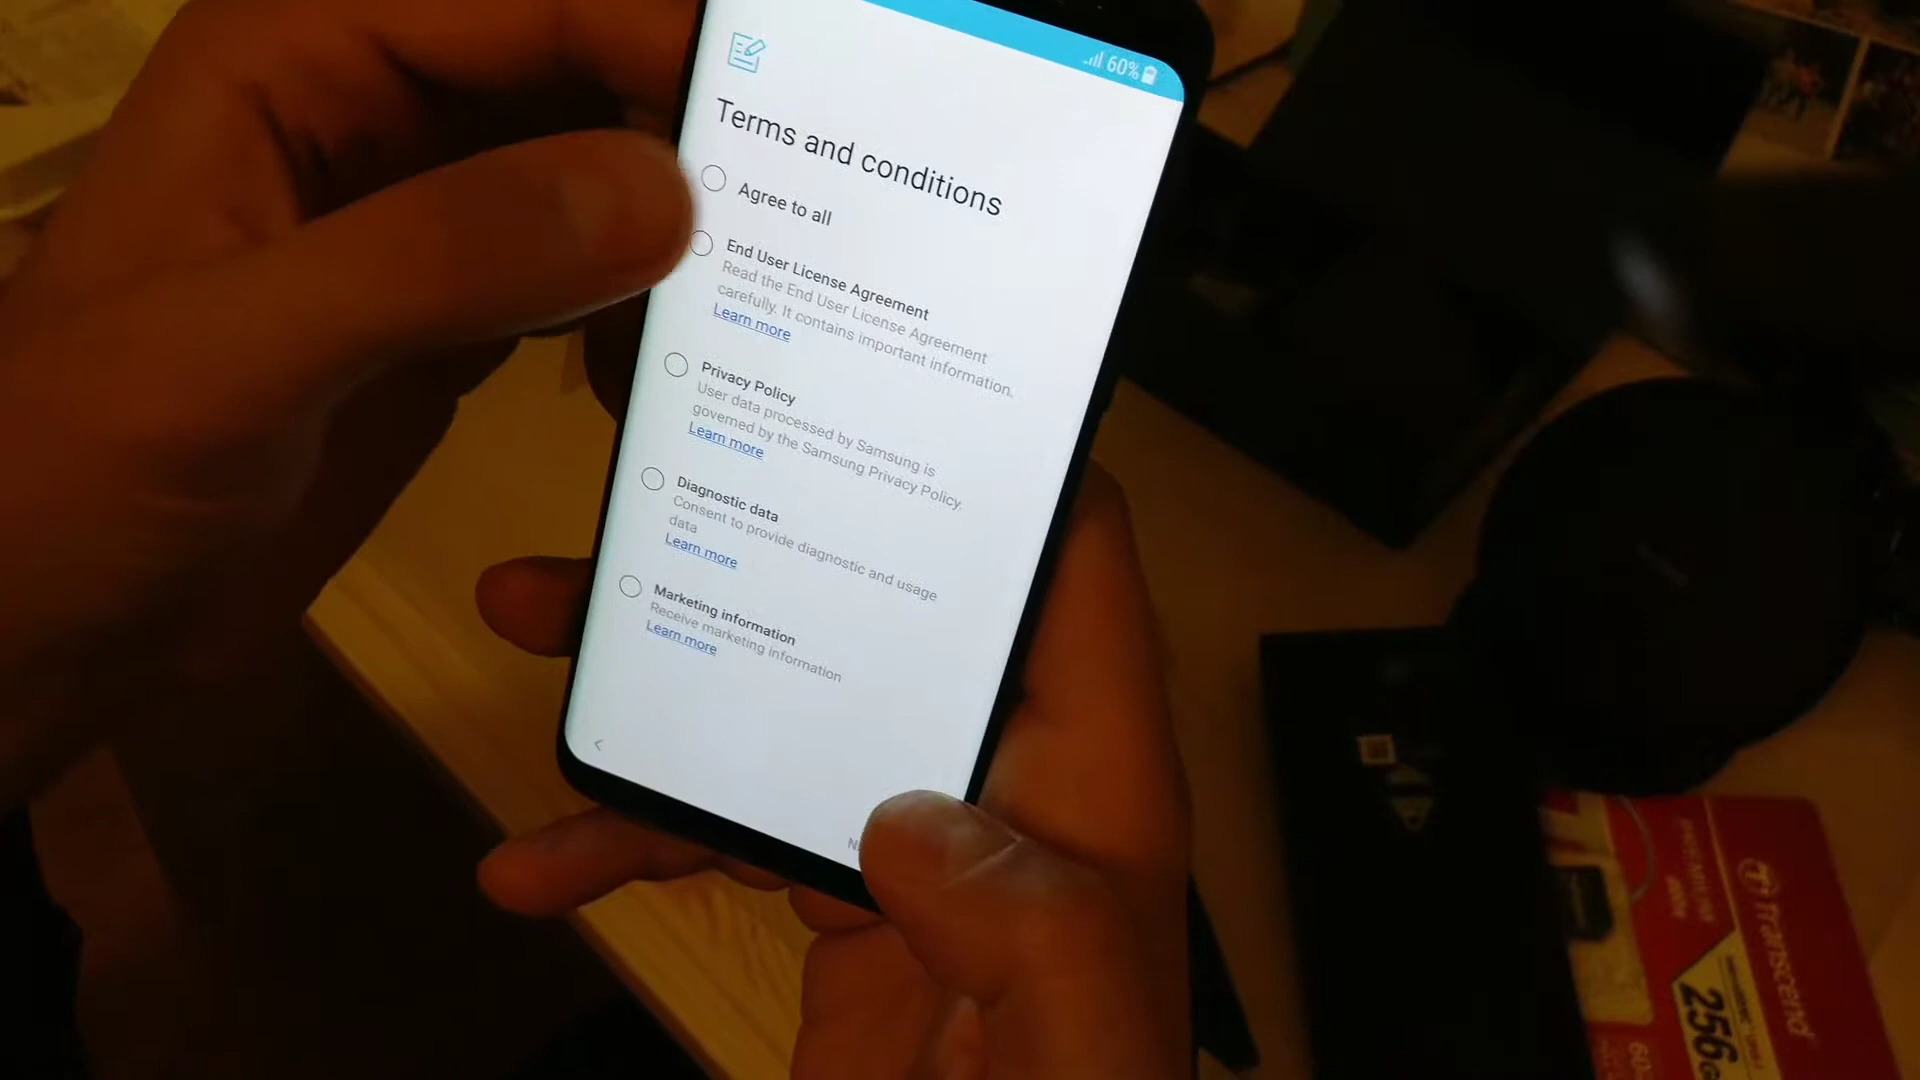 60%
Terms and conditions
Agree to all
End User License Agreement
Read the End User License Agreement
carefully. It contains important information.
Learn more
Privacy Policy
User data processed by Samsung is
governed by the Samsung Privacy Policy.
Learn more
Diagnostic data
Consent to provide diagnostic and usage
data
Learn more
Marketing information
Receive marketing information
Learn more
Transcend
256